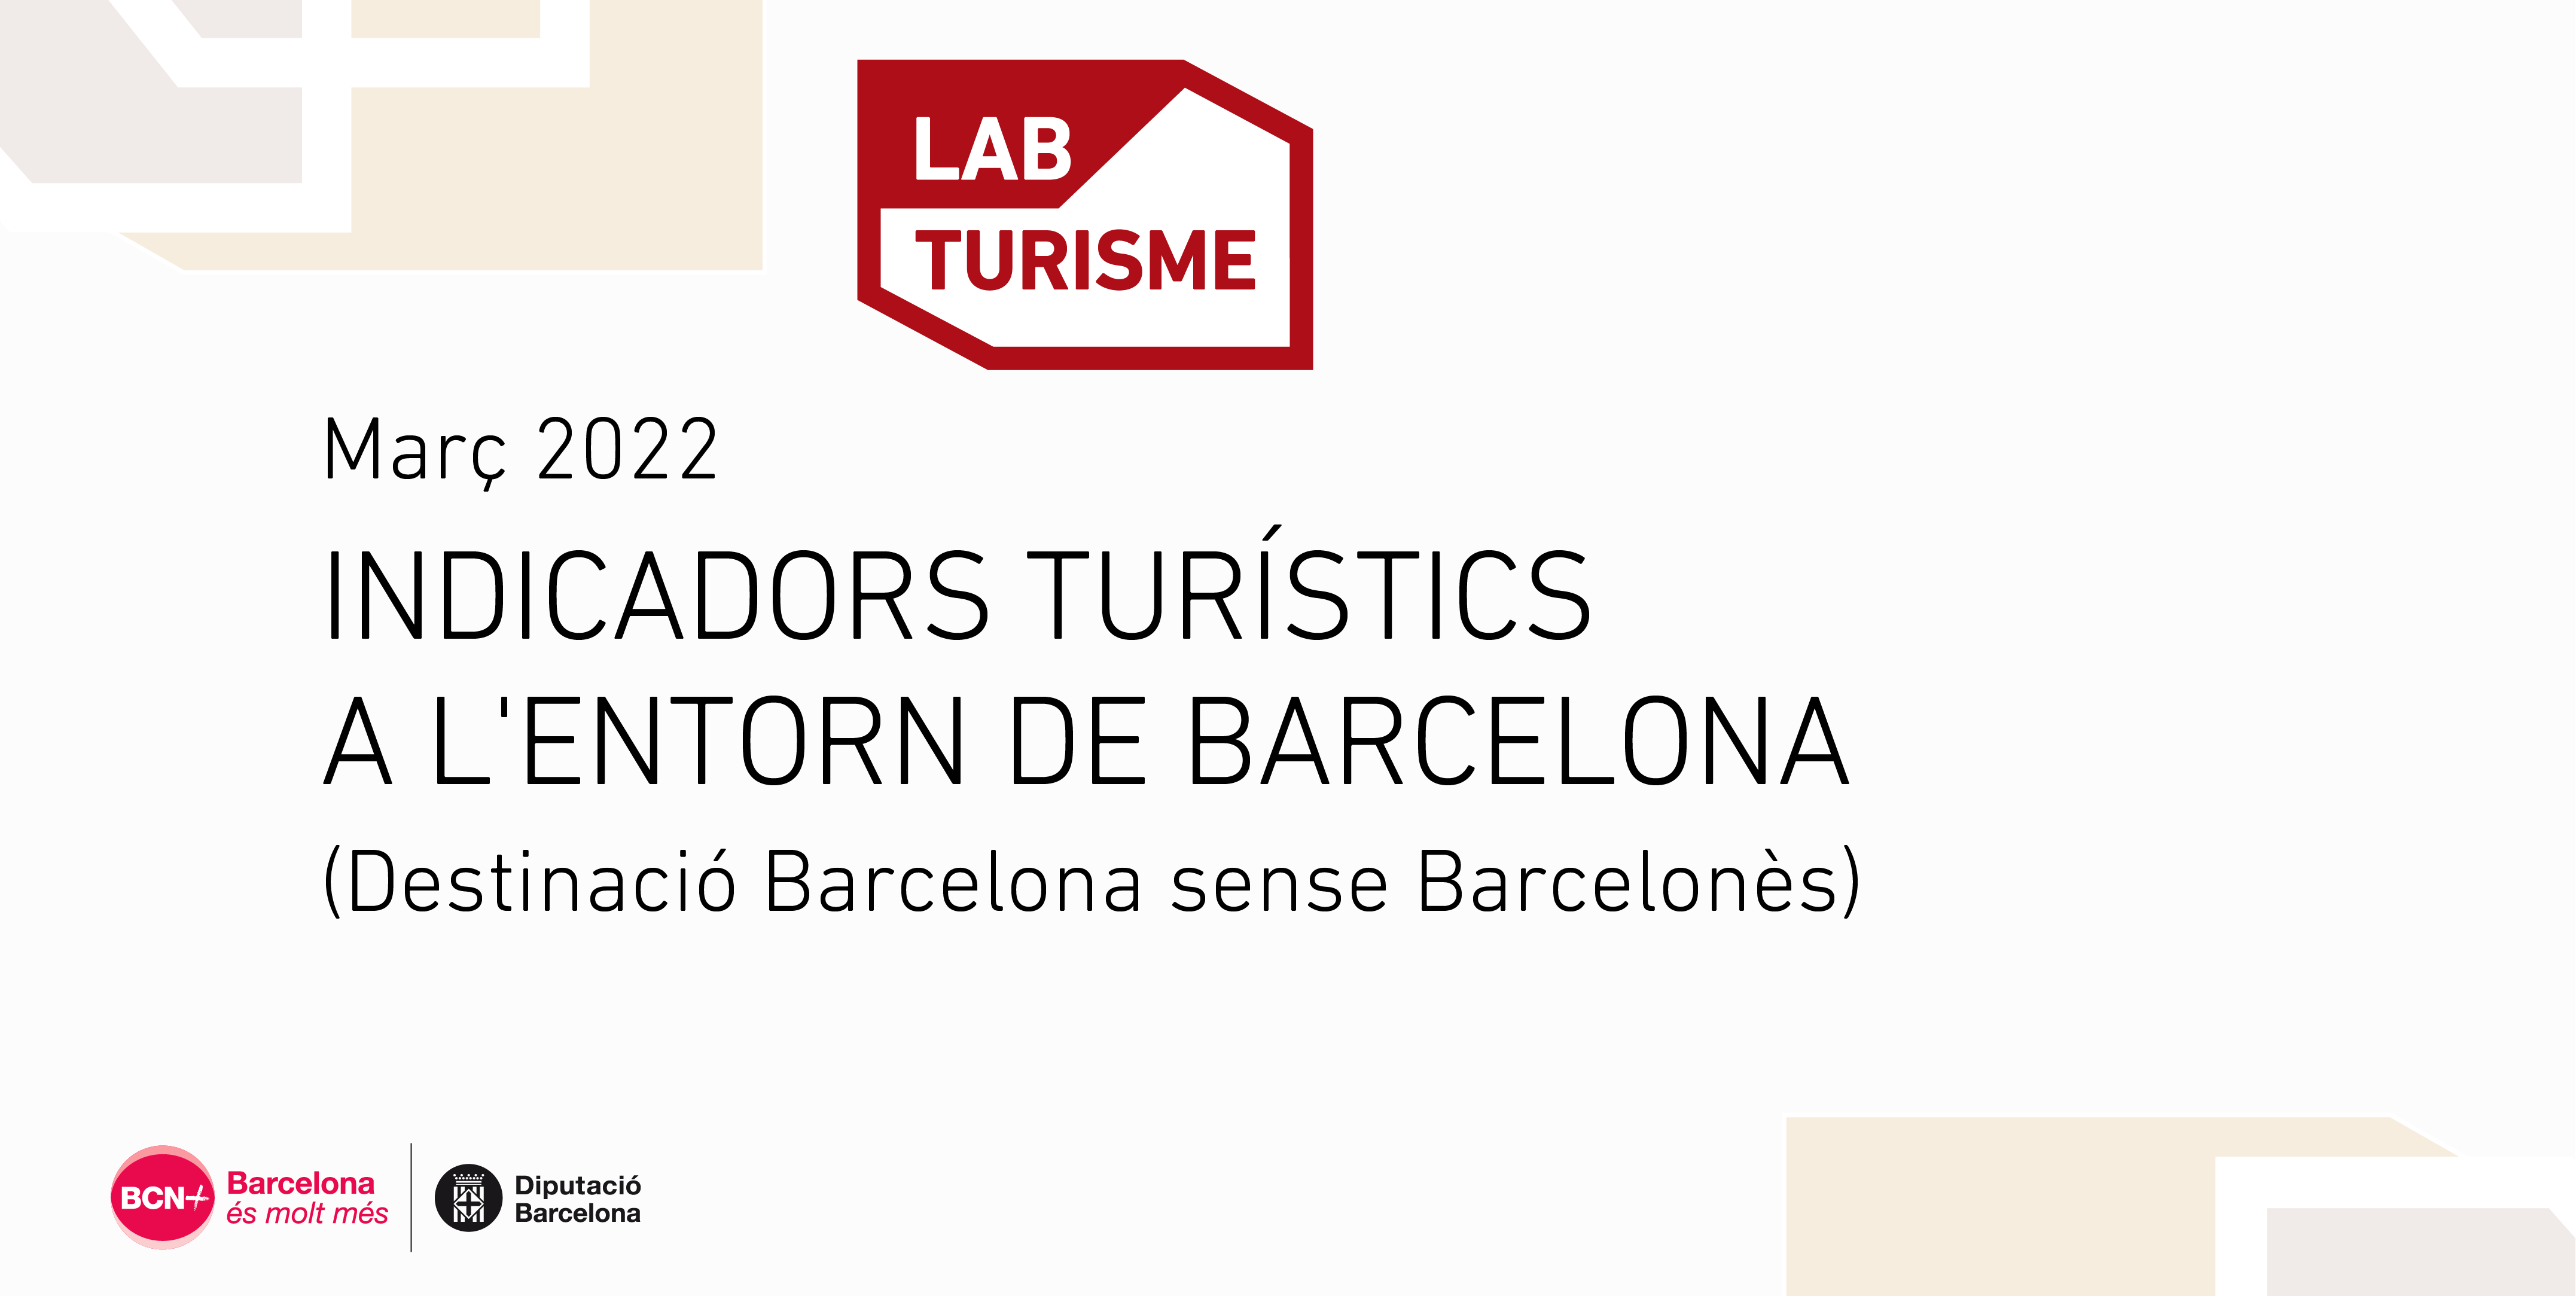 LAB
TURISME
Març 2022
INDICADORS TURÍSTICS
A L'ENTORN DE BARCELONA
(Destinació Barcelona sense Barcelonès)
BCN+
Barcelona
és molt més
Diputació
Barcelona